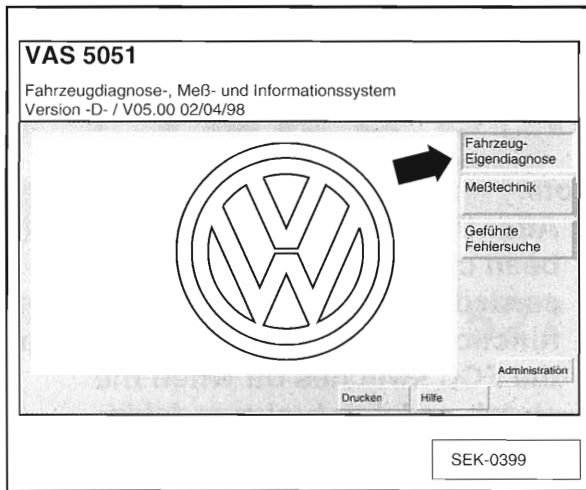 VAS 5051
Fahrzeugdiagnose-, Meß- und Informationssystem
Version -D- / V05.00 02/04/98
Fahrzeug-
Eigendiagnose
Meßtechnik
Geführte
Fehlersuche
Administration
Drucken
Hilfe
SEK-0399